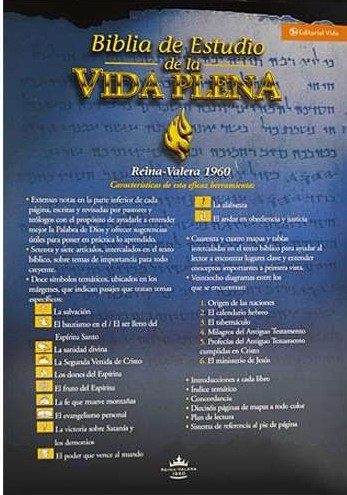 Editorial Vida
Biblia de Estudio
de la
VIDA PLENA
Reina-Valera 1960
Características de esta eficaz herramienta:
• Extensas notas en la parte inferior de cada
página, escritas y revisadas por pastores y
teólogos con el propósito de ayudarle a entender
mejor la Palabra de Dios y ofrecer sugerencias
útiles para poner en práctica lo aprendido.
• Setenta y siete artículos, intercalados en el texto
bíblico, sobre temas de importancia para todo
creyente.
• Doce símbolos temáticos, ubicados en los
márgenes, que indican pasajes que tratan temas
específicos:
La salvación
El bautismo en el / El ser lleno del
Espíritu Santo
La sanidad divina
La Segunda Venida de Cristo
Los dones del Espíritu
El fruto del Espíritu
La fe que mueve montañas
El evangelismo personal
La victoria sobre Satanás y
los demonios
El poder que vence al mundo
La alabanza
El andar en obediencia y justicia
• Cuarenta y cuatro mapas y tablas
intercaladas en el texto bíblico para ayudar al
lector a encontrar lugares clave y entender
conceptos importantes a primera vista.
• Veintiocho diagramas entre los
que se encuentran:
1. Origen de las naciones
2. El calendario hebreo
3. El tabernáculo
4. Milagros del Antiguo Testamento
5. Profecías del Antiguo Testamento
cumplidas en Cristo
6. El ministerio de Jesús
• Introducciones a cada libro
• Índice temático
• Concordancia
• Dieciséis páginas de mapas a todo color
• Plan de lectura
• Sistema de referencia al pie de página
REINA-VALERA
1960